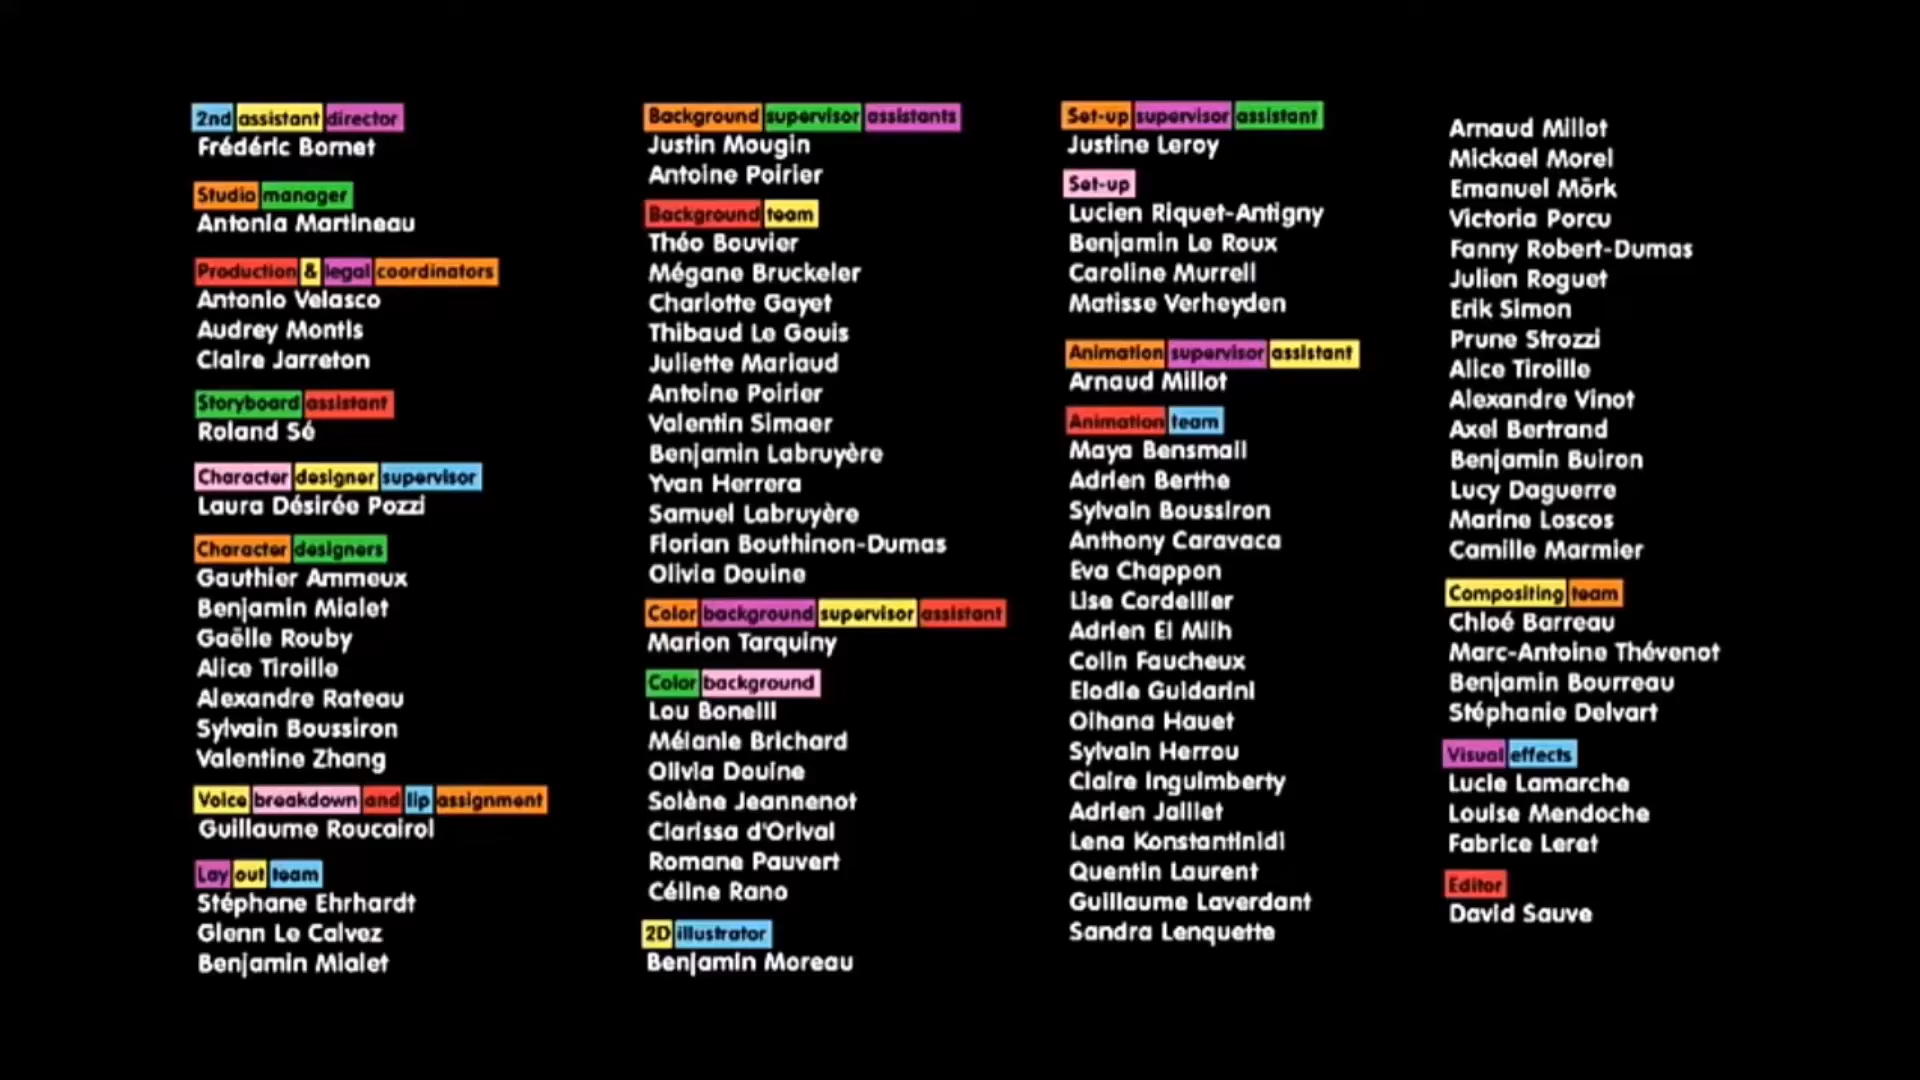 2nd assistant director
Frédéric Bornet
Studio manager
Antonia Martineau
Production & legal coordinators
Antonio Velasco
Audrey Montis
Claire Jarreton
Storyboard assistant
Roland Sé
Character designer supervisor
Laura Désirée Pozzi
Character designers
Gauthier Ammeux
Benjamin Mialet
Gaëlle Rouby
Alice Tiroille
Alexandre Rateau
Sylvain Boussiron
Valentine Zhang
Voice breakdown and lip assignment
Guillaume Roucairol
Lay out team
Stéphane Ehrhardt
Glenn Le Calvez
Benjamin Mialet
Background supervisor assistants
Justin Mougin
Antoine Poirier
Background team
Théo Bouvier
Mégane Bruckeler
Charlotte Gayet
Thibaud Le Gouis
Juliette Mariaud
Antoine Poirier
Valentin Simaer
Benjamin Labruyère
Yvan Herrera
Samuel Labruyère
Florian Bouthinon-Dumas
Olivia Douine
Color background supervisor assistant
Marion Tarquiny
Color background
Lou Bonelli
Mélanie Brichard
Olivia Douine
Solène Jeannenot
Clarissa d'Orival
Romane Pauvert
Céline Rano
2D illustrator
Benjamin Moreau
Set-up supervisor assistant
Justine Leroy
Set-up
Lucien Riquet-Antigny
Benjamin Le Roux
Caroline Murrell
Matisse Verheyden
Animation supervisor assistant
Arnaud Millot
Animation team
Maya Bensmail
Adrien Berthe
Sylvain Boussiron
Anthony Caravaca
Eva Chappon
Lise Cordellier
Adrien El Milh
Colin Faucheux
Elodie Guidarini
Oihana Hauet
Sylvain Herrou
Claire Inguimberty
Adrien Jaillet
Lena Konstantinidi
Quentin Laurent
Guillaume Laverdant
Sandra Lenquette
Arnaud Millot
Mickael Morel
Emanuel Mörk
Victoria Porcu
Fanny Robert-Dumas
Julien Roguet
Erik Simon
Prune Strozzi
Alice Tiroille
Alexandre Vinot
Axel Bertrand
Benjamin Buiron
Lucy Daguerre
Marine Loscos
Camille Marmier
Compositing team
Chloé Barreau
Marc-Antoine Thévenot
Benjamin Bourreau
Stéphanie Delvart
Visual effects
Lucie Lamarche
Louise Mendoche
Fabrice Leret
Editor
David Sauve